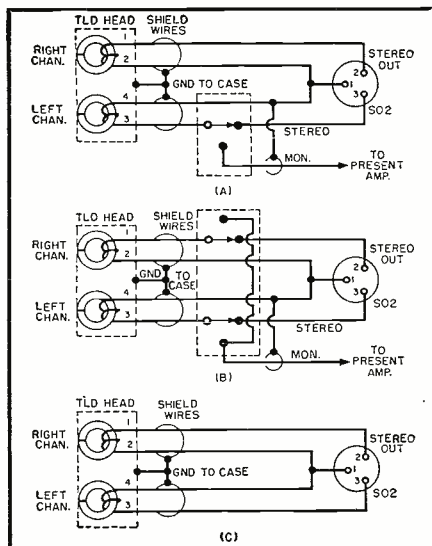 TLD HEAD
SHIELD
WIRES
RIGHT
CHAN.
1
2
STEREO
OUT
2
1
3
SO2
GND TO CASE
LEFT
CHAN.
4
3
STEREO
MON.
TO
PRESENT
AMP.
(A)
TLD HEAD
SHIELD
WIRES
RIGHT
CHAN.
1
2
STEREO
OUT
2
1
3
SO2
GND
TO
CASE
LEFT
CHAN.
4
3
STEREO
MON.
TO
PRESENT
AMP.
(B)
TLD HEAD
SHIELD
WIRES
RIGHT
CHAN.
1
2
STEREO
OUT
2
1
3
SO2
GND TO CASE
LEFT
CHAN.
4
3
(C)